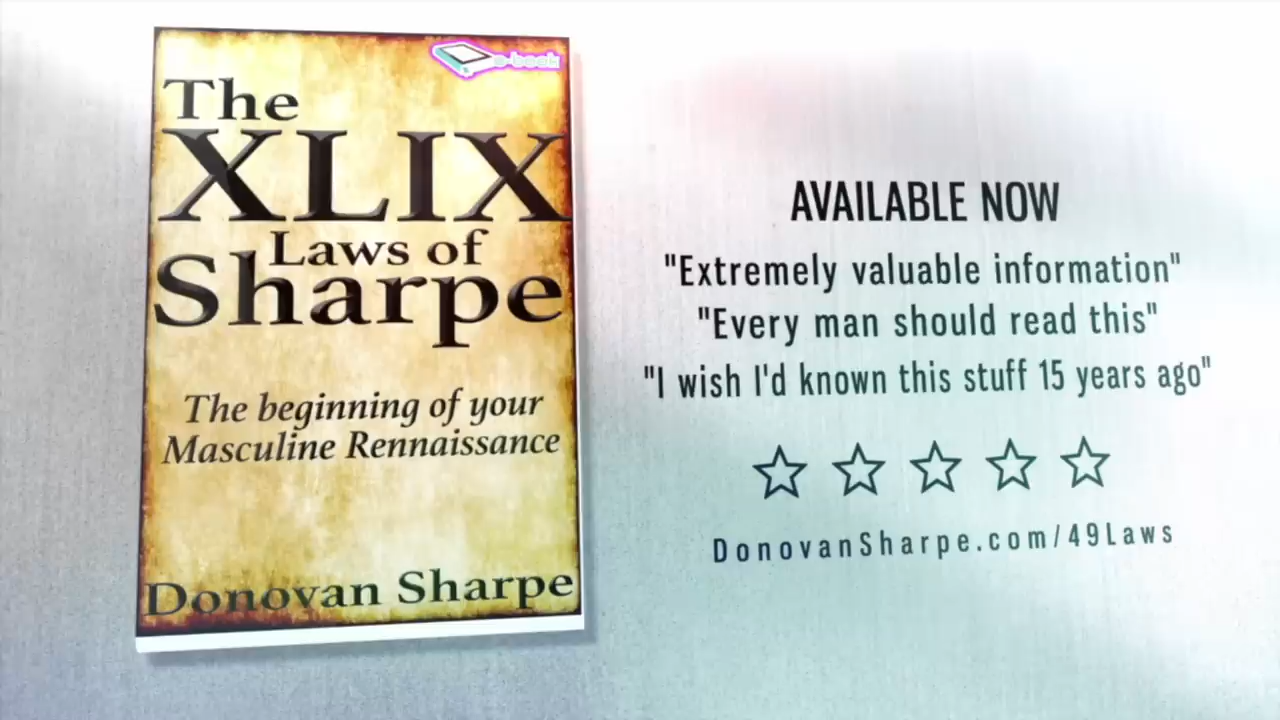 e-book
The
XLIX
Laws of
Sharpe
The beginning of your
Masculine Rennaissance
Donovan Sharpe
AVAILABLE NOW
"Extremely valuable information"
"Every man should read this"
"I wish I'd known this stuff 15 years ago"
DonovanSharpe.com/49Laws